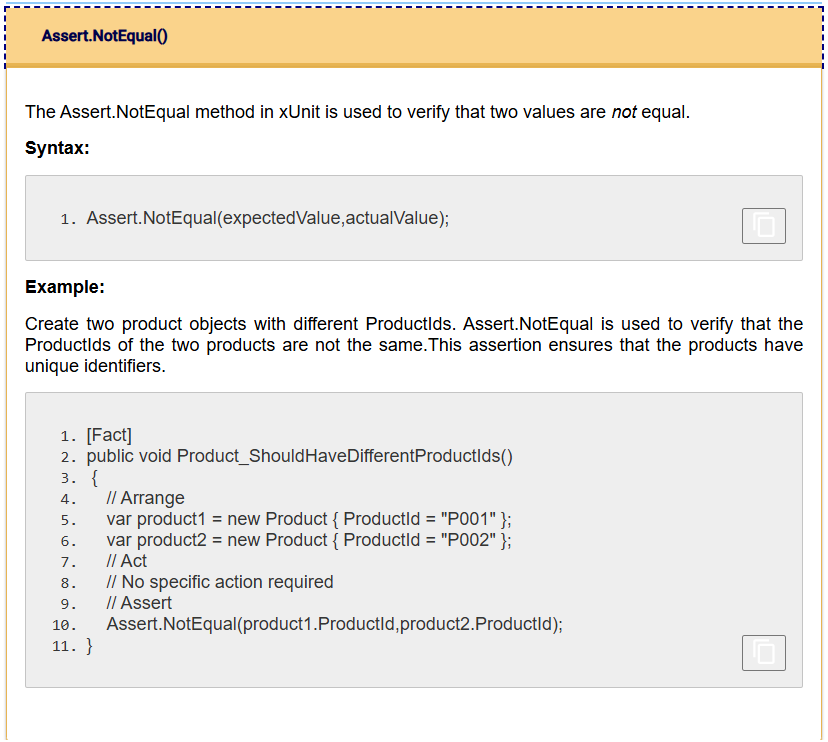 Assert.NotEqual()
The Assert.NotEqual method in xUnit is used to verify that two values are not equal.
Syntax:
1. Assert.NotEqual(expectedValue,actualValue);
Example:
Create two product objects with different ProductIds. Assert.NotEqual is used to verify that the
ProductIds of the two products are not the same.This assertion ensures that the products have
unique identifiers.
1. [Fact]
2. public void Product_ShouldHaveDifferentProductIds()
3. {
4. // Arrange
5. var product1 = new Product { ProductId = "P001" };
6. var product2 = new Product { ProductId = "P002" };
7. // Act
8. // No specific action required
9. // Assert
10. Assert.NotEqual(product1.ProductId,product2.ProductId);
11. }